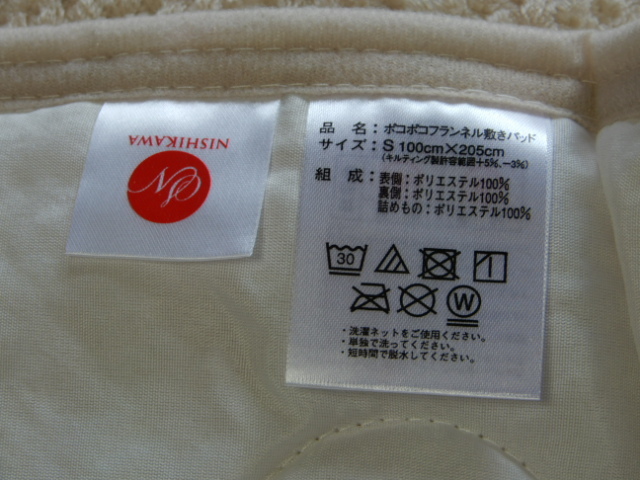 NISHIKAWA
品 名：ポコポコフランネル敷きパッド
サイズ：S 100cm×205cm
(キルティング製許容範囲+5%、−3%)
組 成：表側：ポリエステル100%
裏側：ポリエステル100%
詰めもの：ポリエステル100%
30
W
・洗濯ネットをご使用ください。
・単独で洗ってください。
・短時間で脱水してください。